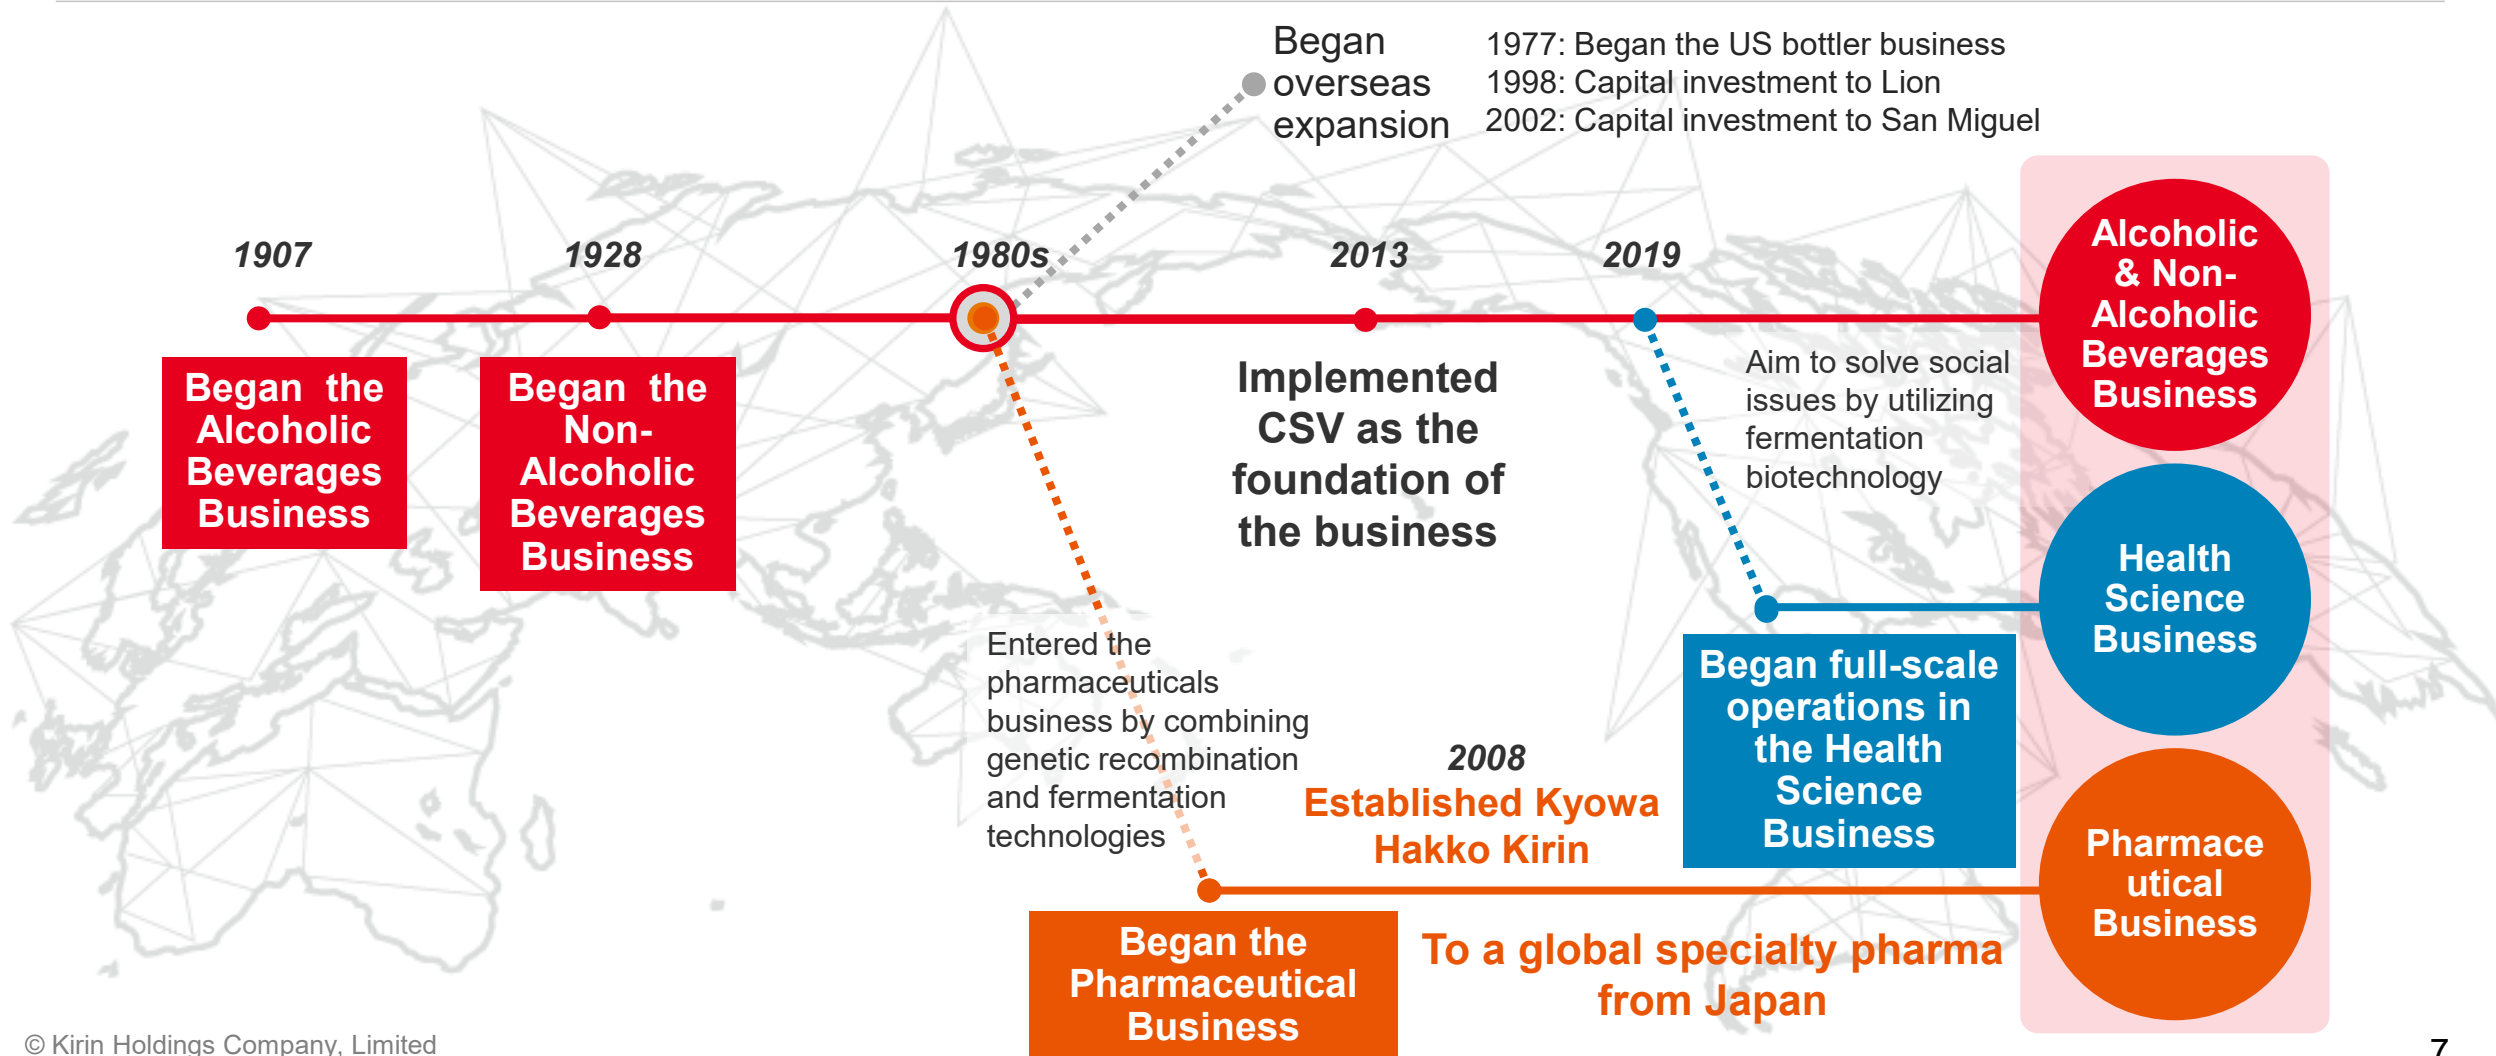 Began
overseas
expansion
1977: Began the US bottler business
1998: Capital investment to Lion
2002: Capital investment to San Miguel
1907
1928
1980s
2013
2019
Began the
Alcoholic
Beverages
Business
Began the
Non-
Alcoholic
Beverages
Business
Implemented
CSV as the
foundation of
the business
Aim to solve social
issues by utilizing
fermentation
biotechnology
Alcoholic
& Non-
Alcoholic
Beverages
Business
Health
Science
Business
Began full-scale
operations in
the Health
Science
Business
Entered the
pharmaceuticals
business by combining
genetic recombination
and fermentation
technologies
2008
Established Kyowa
Hakko Kirin
Pharmace
utical
Business
Began the
Pharmaceutical
Business
To a global specialty pharma
from Japan
© Kirin Holdings Company, Limited
7